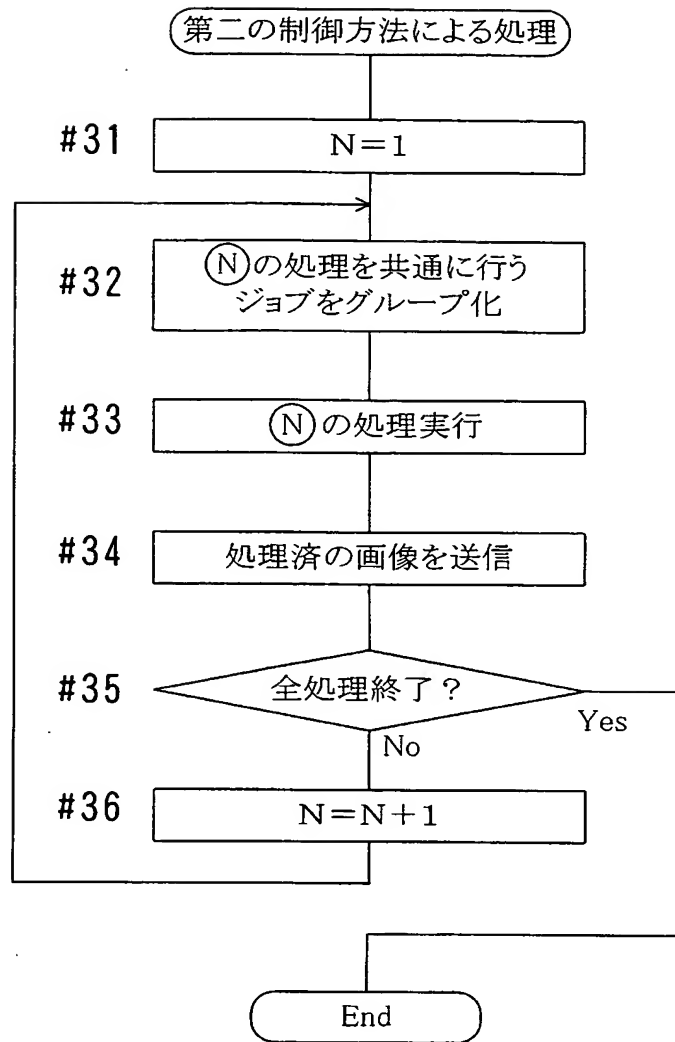 第二の制御方法による処理
#31
N=1
#32
Ⓝの処理を共通に行う
ジョブをグループ化
#33
Ⓝの処理実行
#34
処理済の画像を送信
#35
全処理終了?
Yes
No
#36
N=N+1
End